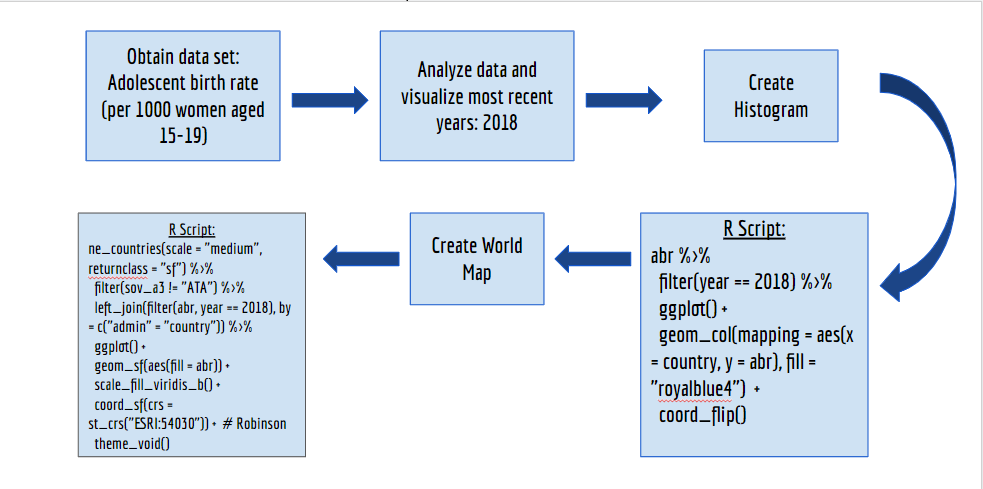 Obtain data set:
Adolescent birth rate
(per 1000 women aged
15-19)
Analyze data and
visualize most recent
years: 2018
Create
Histogram
R Script:
abr %>%
filter(year == 2018) %>%
ggplot() +
geom_col(mapping = aes(x
= country, y = abr), fill =
"royalblue4") +
coord_flip()
Create World
Map
R Script:
ne_countries(scale = "medium",
returnclass = "sf") %>%
filter(sov_a3 != "ATA") %>%
left_join(filter(abr, year == 2018), by
= c("admin" = "country")) %>%
ggplot() +
geom_sf(aes(fill = abr)) +
scale_fill_viridis_b() +
coord_sf(crs =
st_crs("ESRI:54030")) + # Robinson
theme_void()